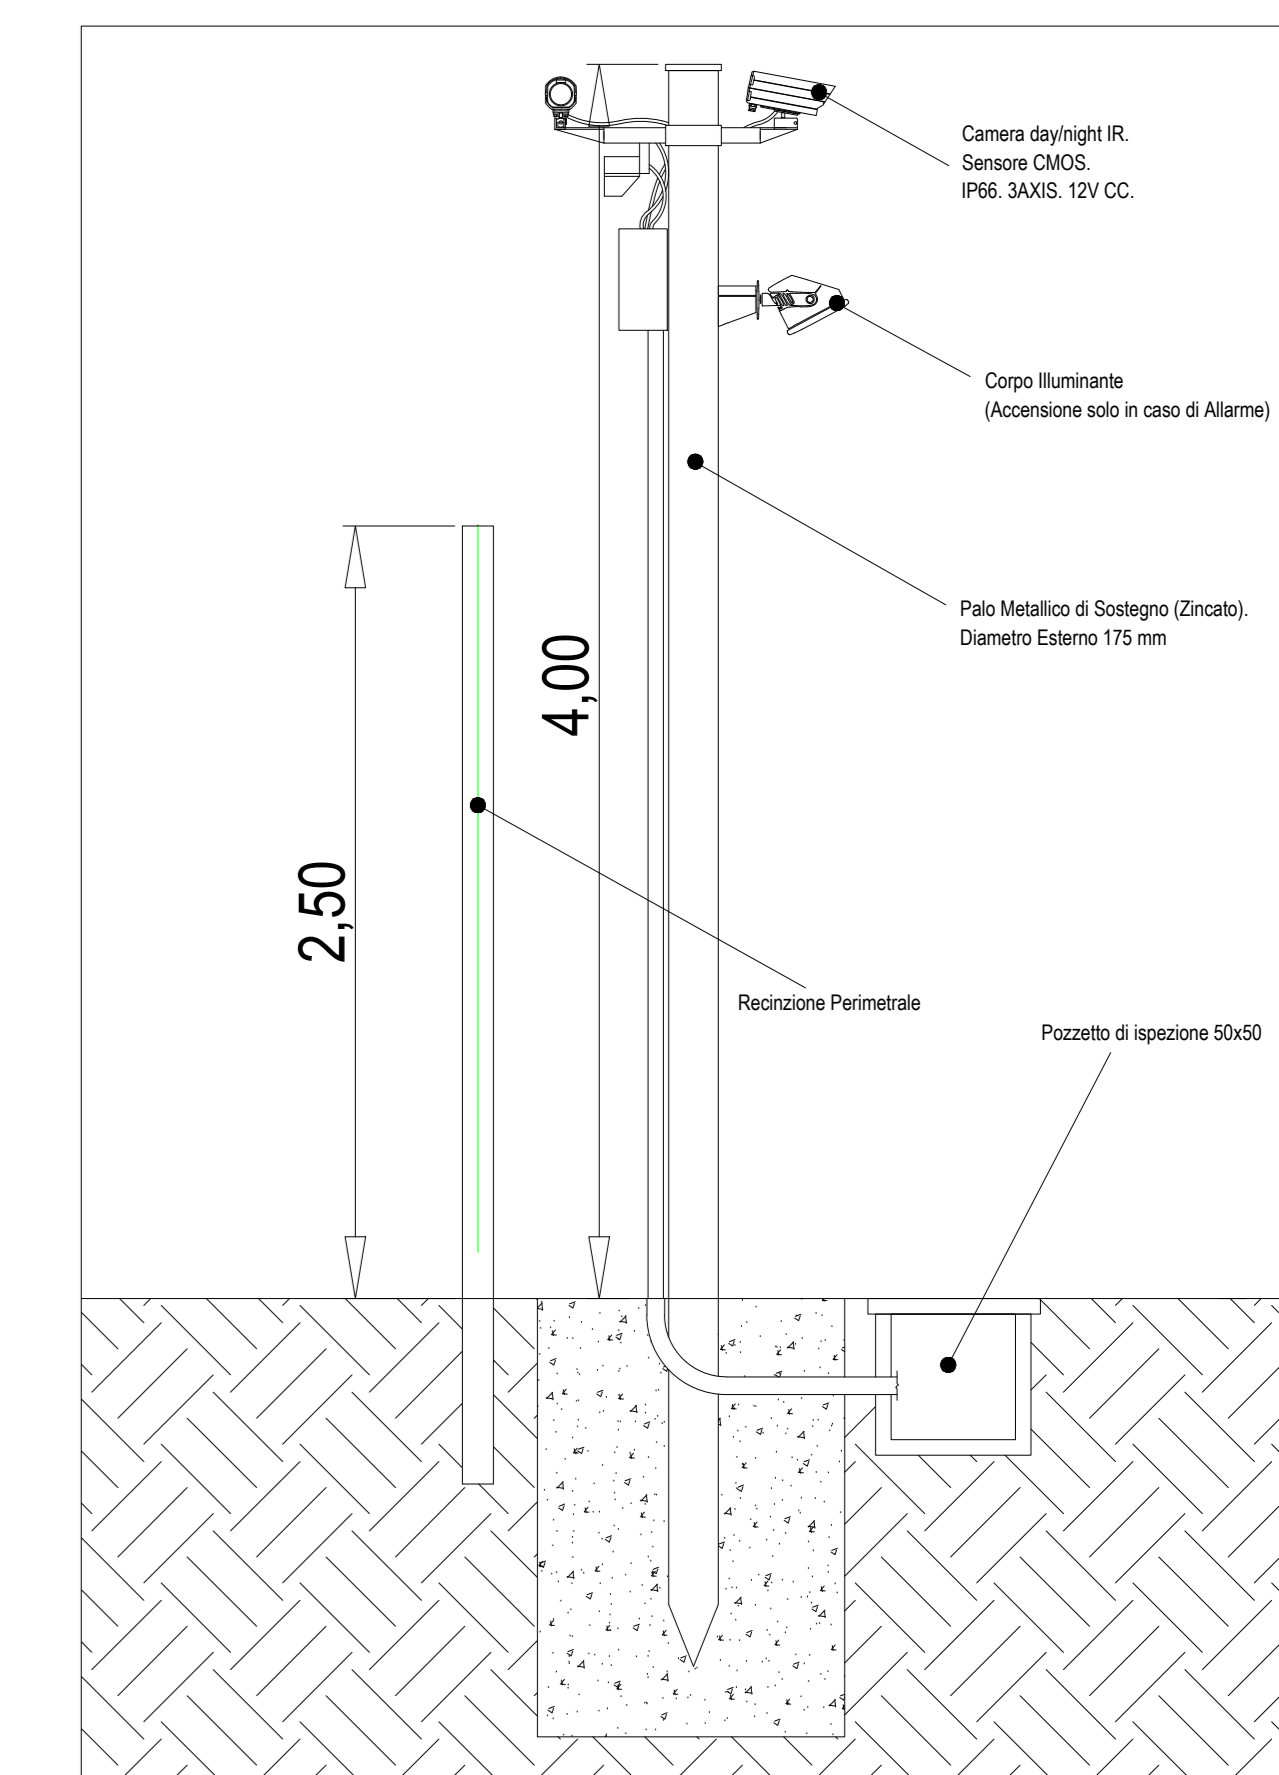 Camera day/night IR.
Sensore CMOS.
IP66. 3AXIS. 12V CC.
Corpo Illuminante
(Accensione solo in caso di Allarme)
Palo Metallico di Sostegno (Zincato).
Diametro Esterno 175 mm
4,00
2,50
Recinzione Perimetrale
Pozzetto di ispezione 50x50